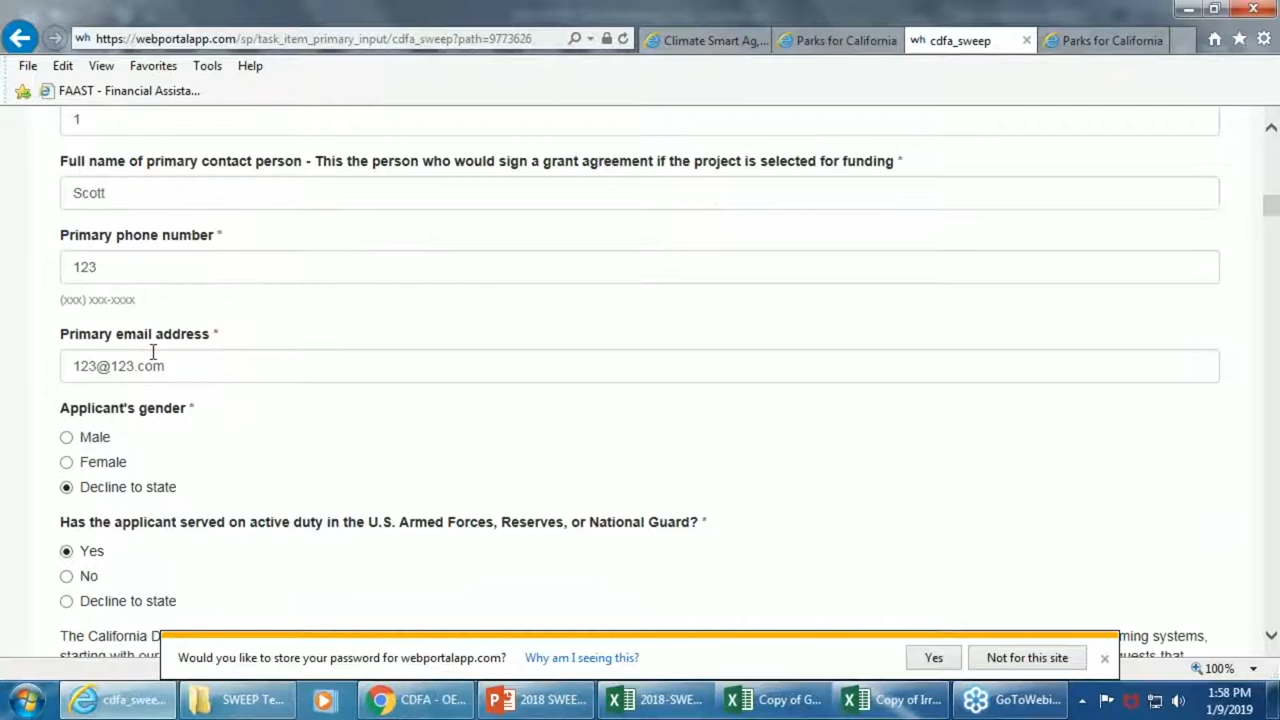 wh https://webportalapp.com/sp/task_item_primary_input/cdfa_sweep?path=9773626
Climate Smart Ag,... Parks for California wh cdfa_sweep Parks for California
File Edit View Favorites Tools Help
FAAST - Financial Assista...
1
Full name of primary contact person - This the person who would sign a grant agreement if the project is selected for funding *
Scott
Primary phone number *
123
(xxx) xxx-xxxx
Primary email address *
123@123.com
Applicant's gender *
Male
Female
Decline to state
Has the applicant served on active duty in the U.S. Armed Forces, Reserves, or National Guard? *
Yes
No
Decline to state
The California D ming systems,
Would you like to store your password for webportalapp.com? Why am I seeing this? Yes Not for this site
100%
cdfa_swee... SWEEP Te... CDFA - OE... 2018 SWEE... 2018-SWE... Copy of G... Copy of Irr... GoToWebi... 1:58 PM
1/9/2019